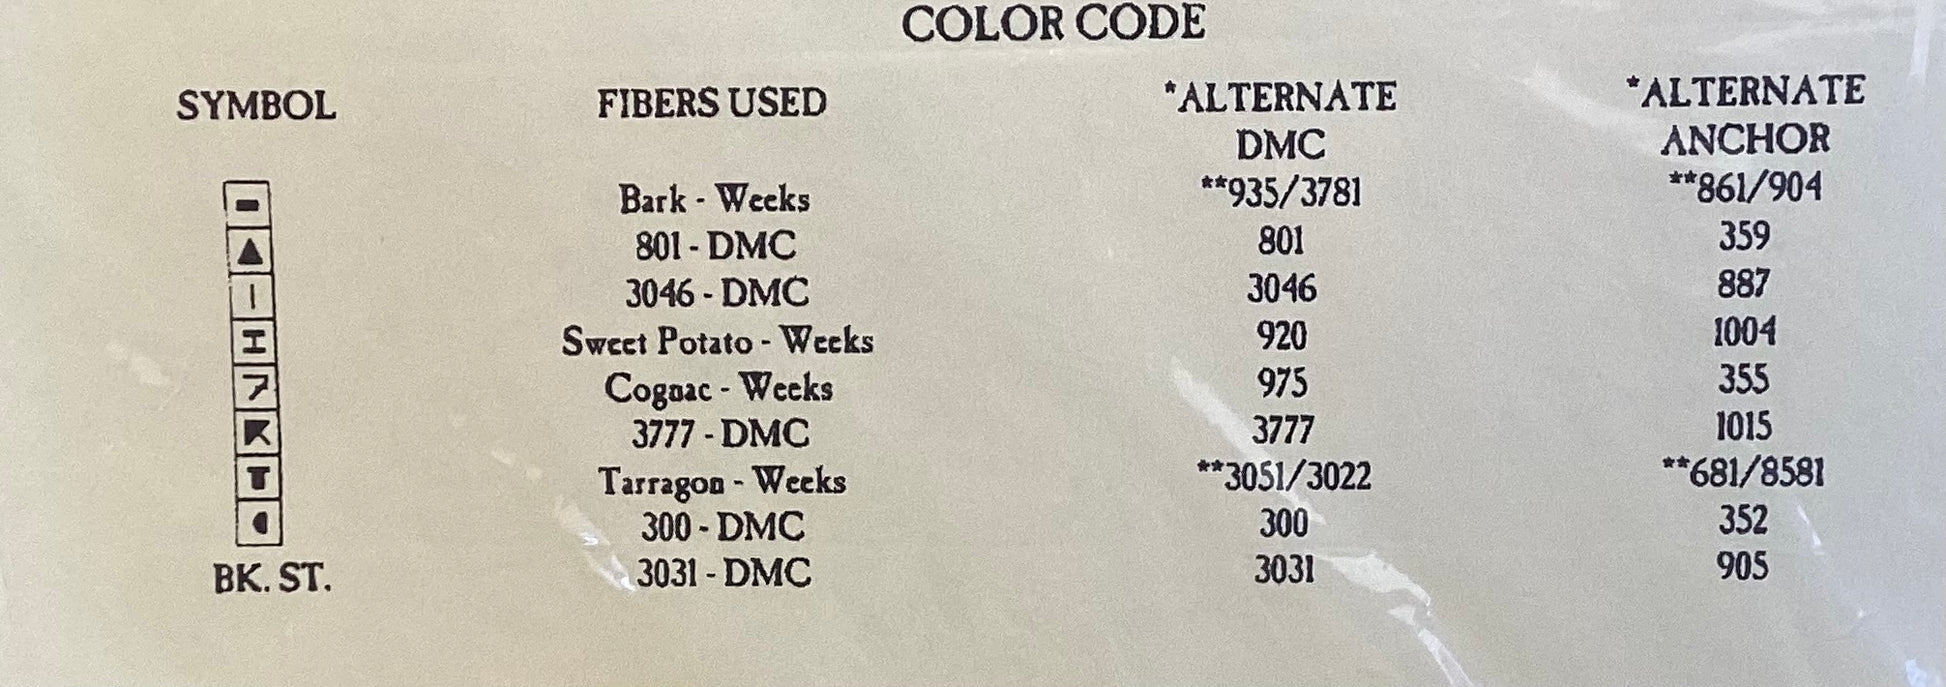 COLOR CODE
SYMBOL FIBERS USED *ALTERNATE DMC *ALTERNATE ANCHOR
Bark - Weeks **935/3781 **861/904
801 - DMC 801 359
3046 - DMC 3046 887
Sweet Potato - Weeks 920 1004
Cognac - Weeks 975 355
3777 - DMC 3777 1015
Tarragon - Weeks **3051/3022 **681/8581
300 - DMC 300 352
BK. ST. 3031 - DMC 3031 905